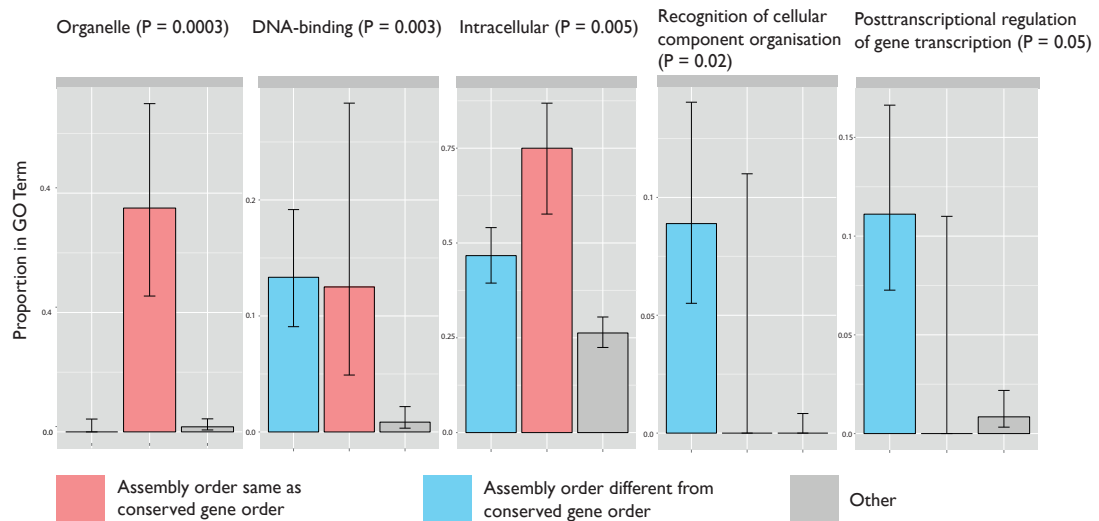 Organelle (P = 0.0003)
DNA-binding (P = 0.003)
Intracellular (P = 0.005)
Recognition of cellular
component organisation
(P = 0.02)
Posttranscriptional regulation
of gene transcription (P = 0.05)
Proportion in GO Term
0.4
0.4
0.0
0.2
0.1
0.0
0.75
0.5
0.25
0.0
0.1
0.05
0.0
0.15
0.1
0.05
0.0
Assembly order same as
conserved gene order
Assembly order different from
conserved gene order
Other